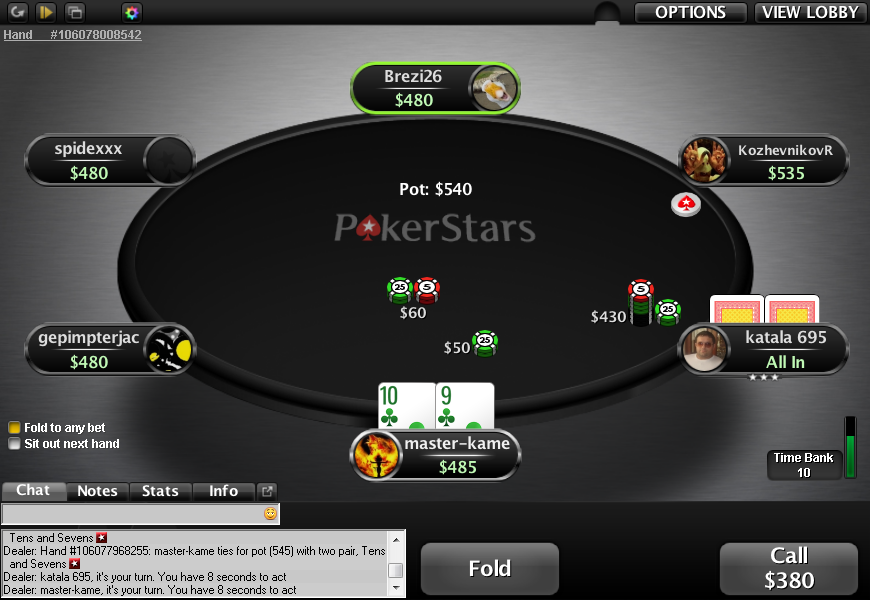 OPTIONS
VIEW LOBBY
Hand #106078008542
Brezi26
$480
spidexxx
$480
KozhevnikovR
$535
Pot: $540
PokerStars
25
5
$60
5
25
$430
$50
25
gepimpterjac
$480
katala 695
All In
10
9
master-kame
$485
Fold to any bet
Sit out next hand
Time Bank
10
Chat
Notes
Stats
Info
Tens and Sevens
Dealer: Hand #106077968255: master-kame ties for pot (545) with two pair, Tens
and Sevens
Dealer: katala 695, it's your turn. You have 8 seconds to act
Dealer: master-kame, it's your turn. You have 8 seconds to act
Fold
Call
$380